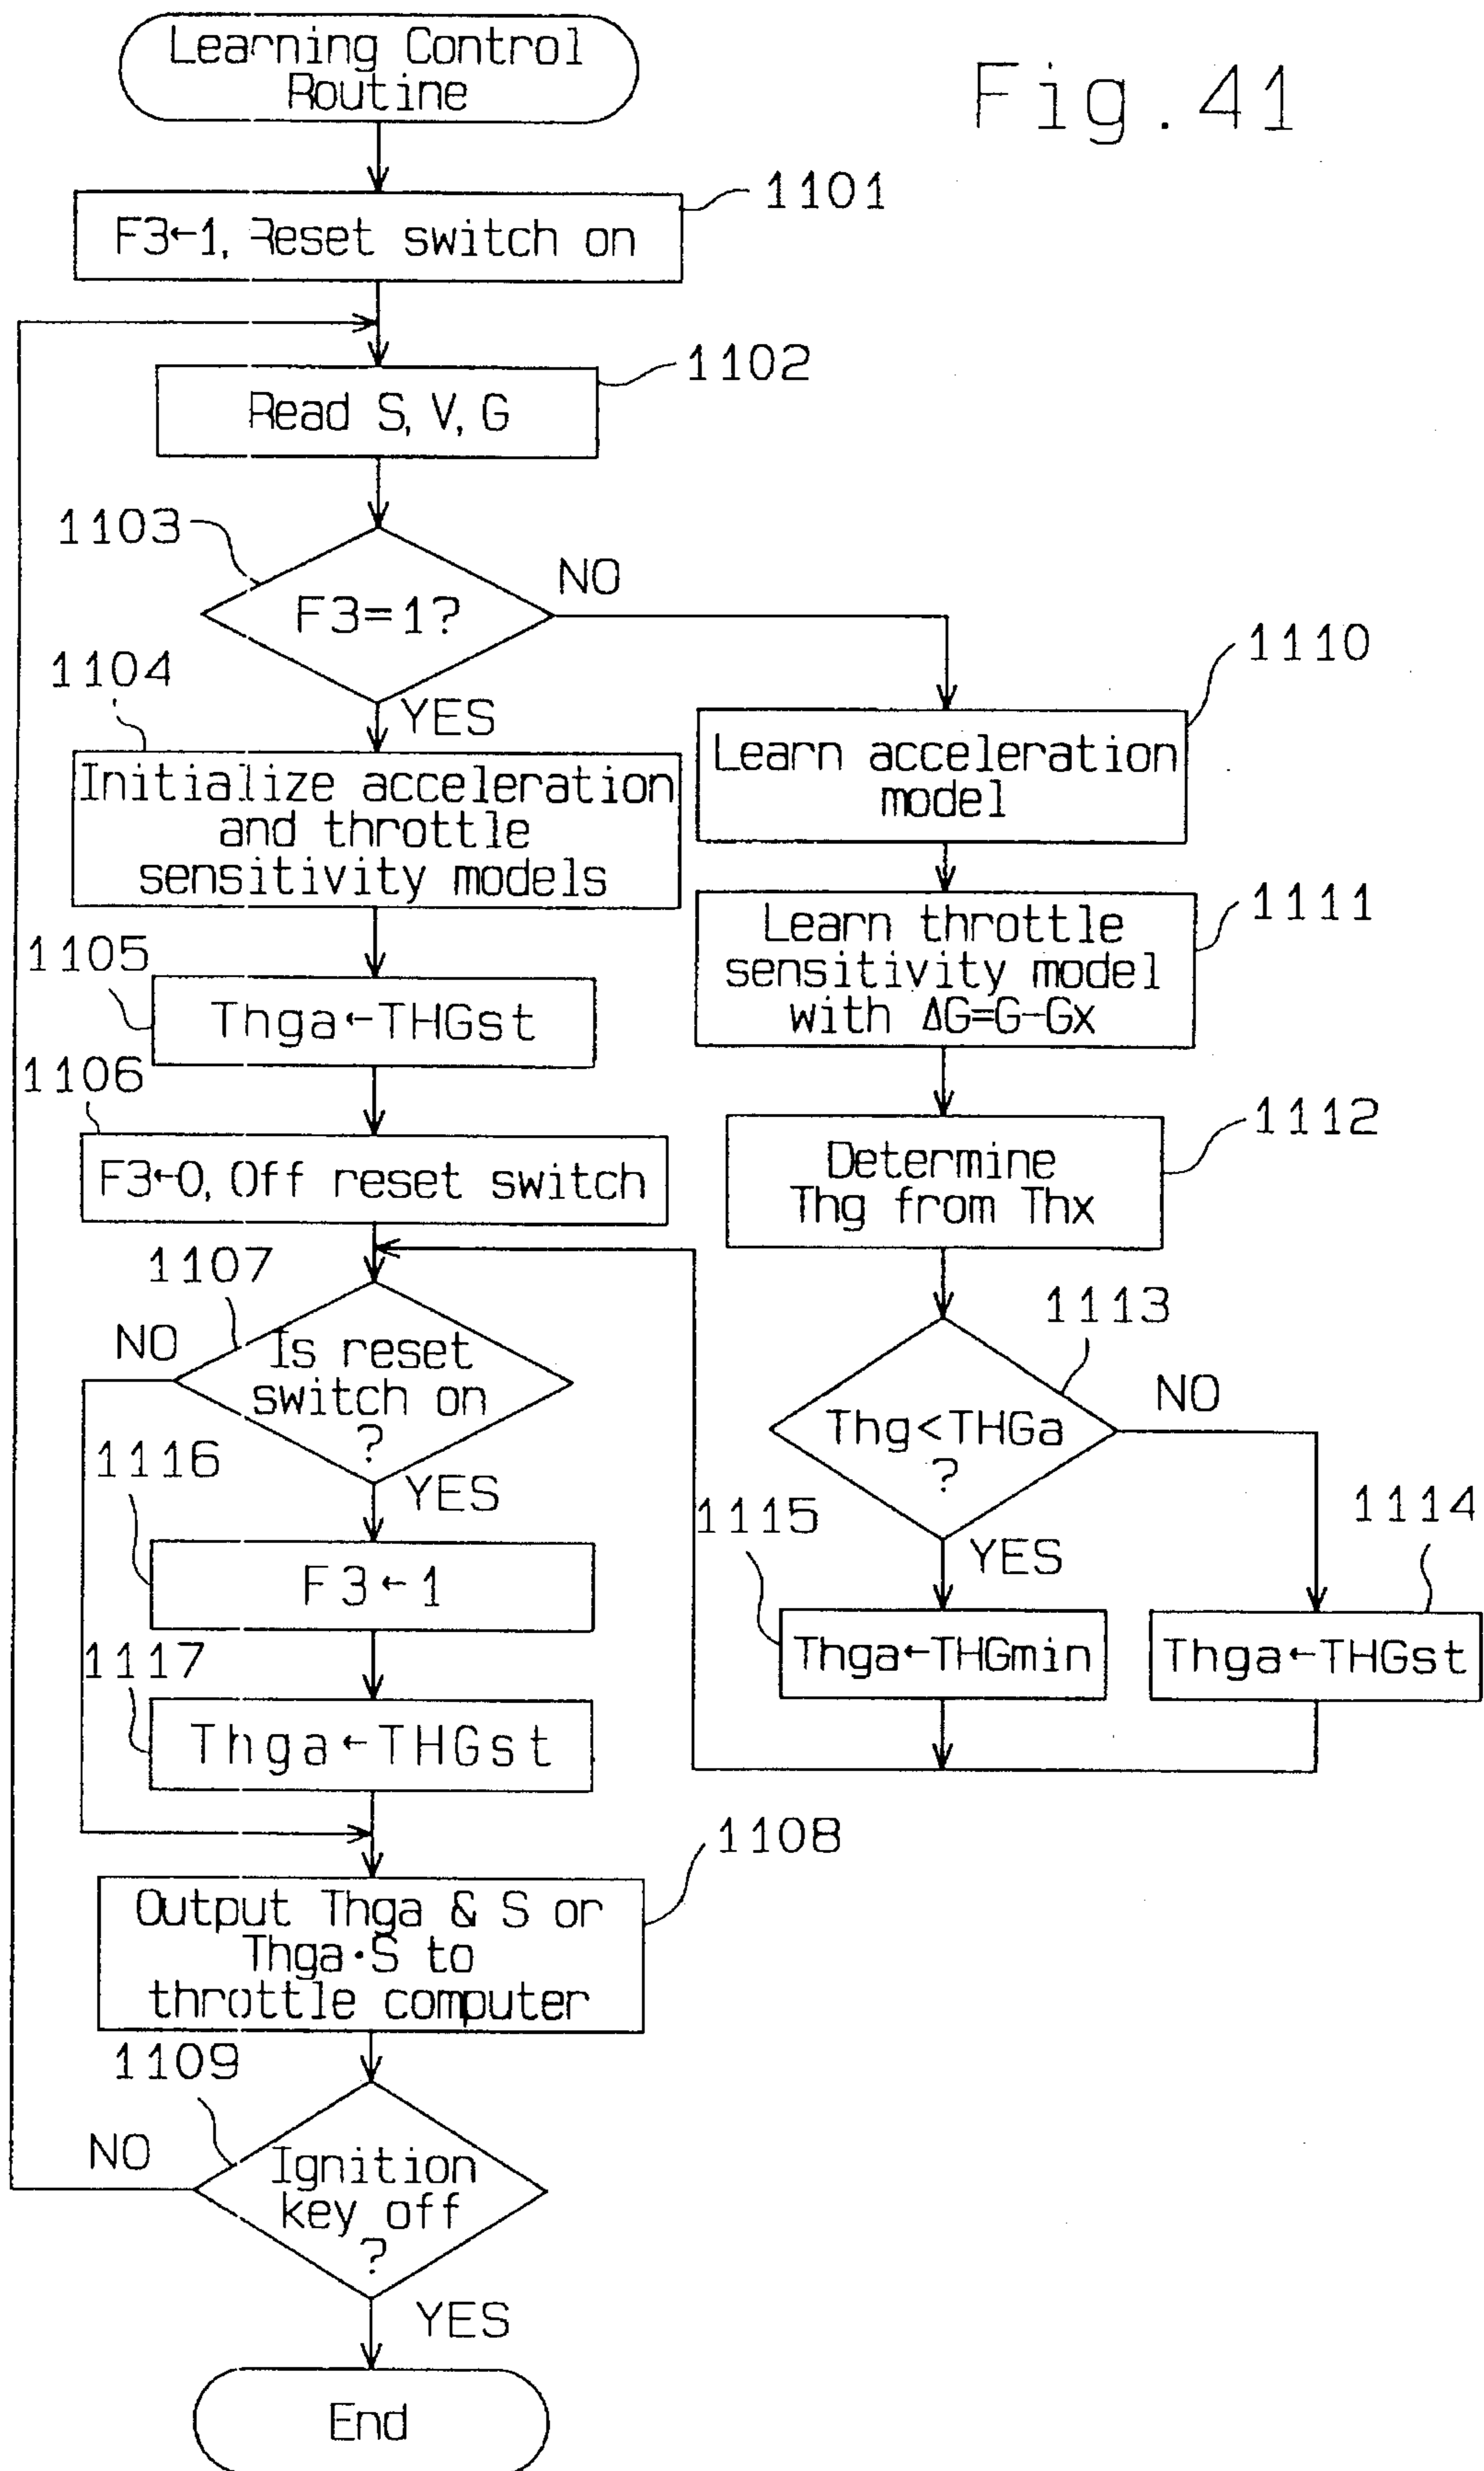 Learning Control
Routine
Fig.41
1101
F3←1, Reset switch on
1102
Read S, V, G
1103
F3=1?
NO
YES
1104
Initialize acceleration
and throttle
sensitivity models
1105
Thga←THGst
1106
F3←0, Off reset switch
1107
NO
Is reset
switch on
?
YES
1116
F3←1
1117
Thga←THGst
1108
Output Thga & S or
Thga·S to
throttle computer
1109
NO
Ignition
key off
?
YES
End
1110
Learn acceleration
model
1111
Learn throttle
sensitivity model
with ΔG=G-Gx
1112
Determine
Thg from Thx
1113
Thg<THGa
?
NO
YES
1115
Thga←THGmin
1114
Thga←THGst